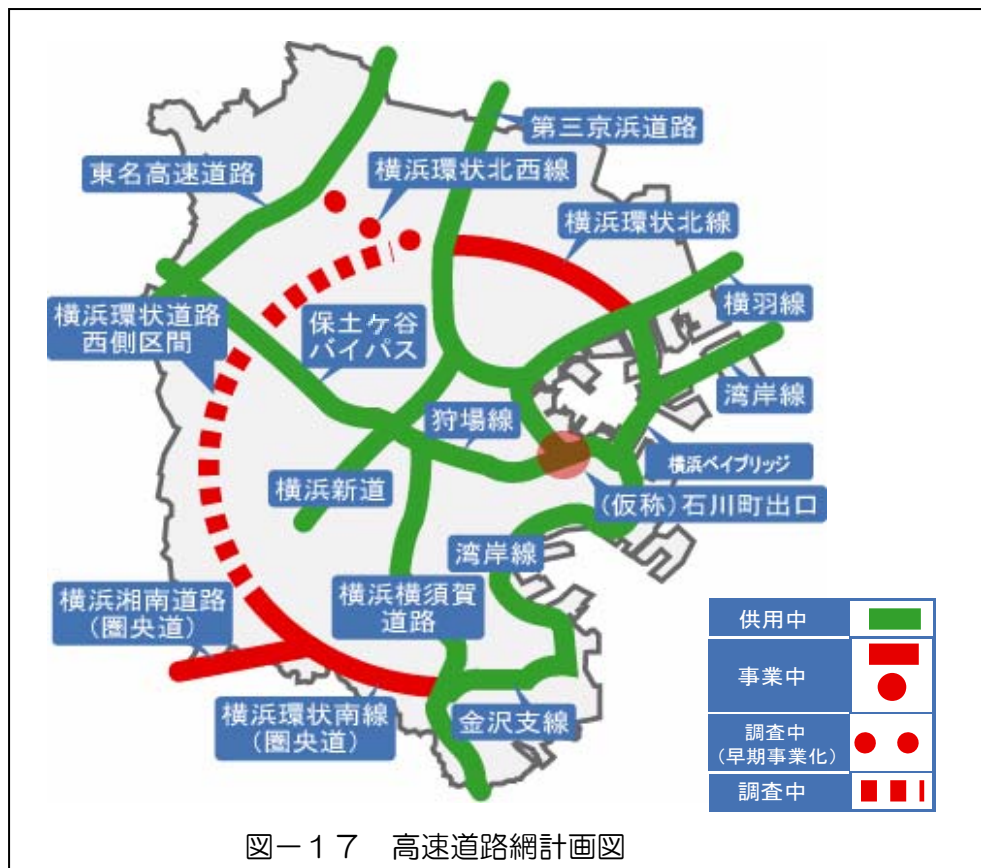 第三京浜道路
東名高速道路
横浜環状北西線
横浜環状北線
横羽線
横浜環状道路
西側区間
保土ヶ谷
バイパス
湾岸線
狩場線
横浜ベイブリッジ
横浜新道
(仮称)石川町出口
湾岸線
横浜湘南道路
(圏央道)
横浜横須賀
道路
横浜環状南線
(圏央道)
金沢支線
供用中
事業中
調査中
(早期事業化)
調査中
図－１７　高速道路網計画図